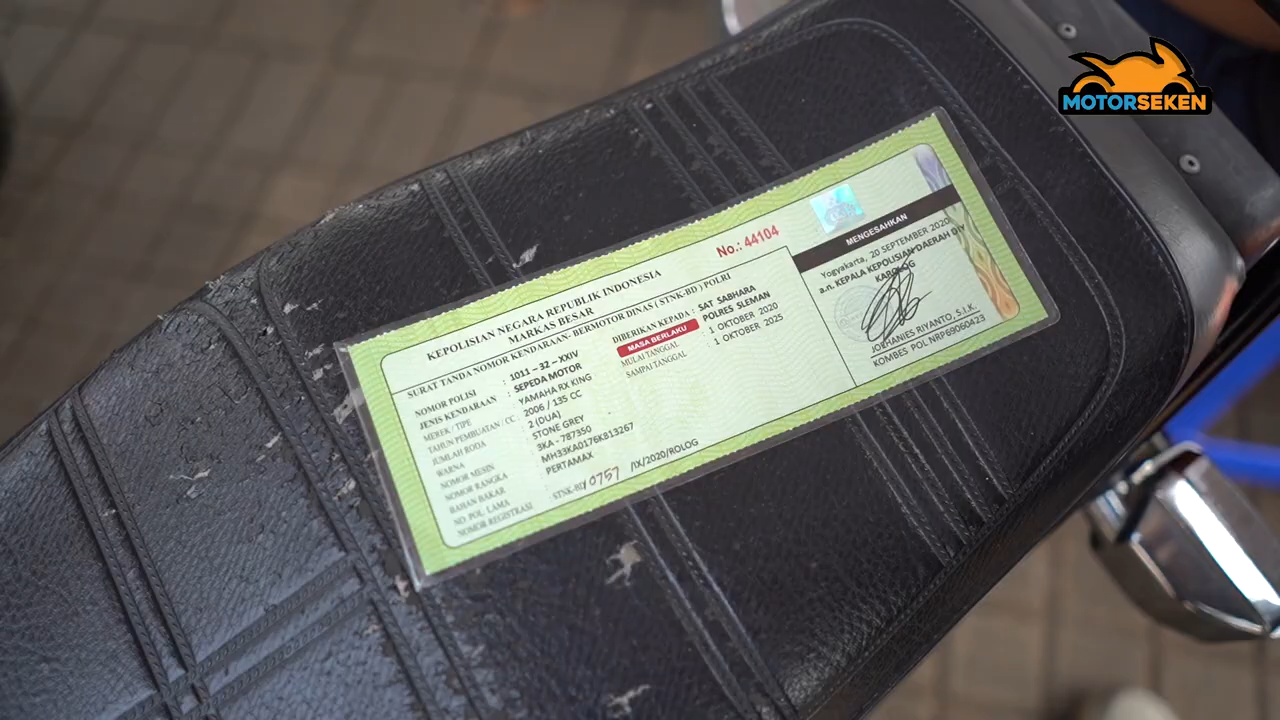 MOTORSEKEN
KEPOLISIAN NEGARA REPUBLIK INDONESIA
MARKAS BESAR
No.: 44104
SURAT TANDA NOMOR KENDARAAN- BERMOTOR DINAS ( STNK-BD ) POLRI
NOMOR POLISI : 1011 – 32 – XXIV
JENIS KENDARAAN : SEPEDA MOTOR
MEREK / TIPE : YAMAHA RX KING
TAHUN PEMBUATAN / CC : 2006 / 135 CC
JUMLAH RODA : 2 (DUA)
WARNA : STONE GREY
NOMOR MESIN : 3KA - 787350
NOMOR RANGKA : MH33KA0176K813267
BAHAN BAKAR : PERTAMAX
NO POL. LAMA :
NOMOR REGISTRASI : STNK-BD/ 0757 /IX/2020/ROLOG
DIBERIKAN KEPADA : SAT SABHARA
POLRES SLEMAN
MASA BERLAKU
MULAI TANGGAL : 1 OKTOBER 2020
SAMPAI TANGGAL : 1 OKTOBER 2025
MENGESAHKAN
Yogyakarta, 20 SEPTEMBER 2020
a.n. KEPALA KEPOLISIAN DAERAH DIY
KAROLOG
JOEHANIES RIYANTO, S.I.K.
KOMBES POL NRP69060423